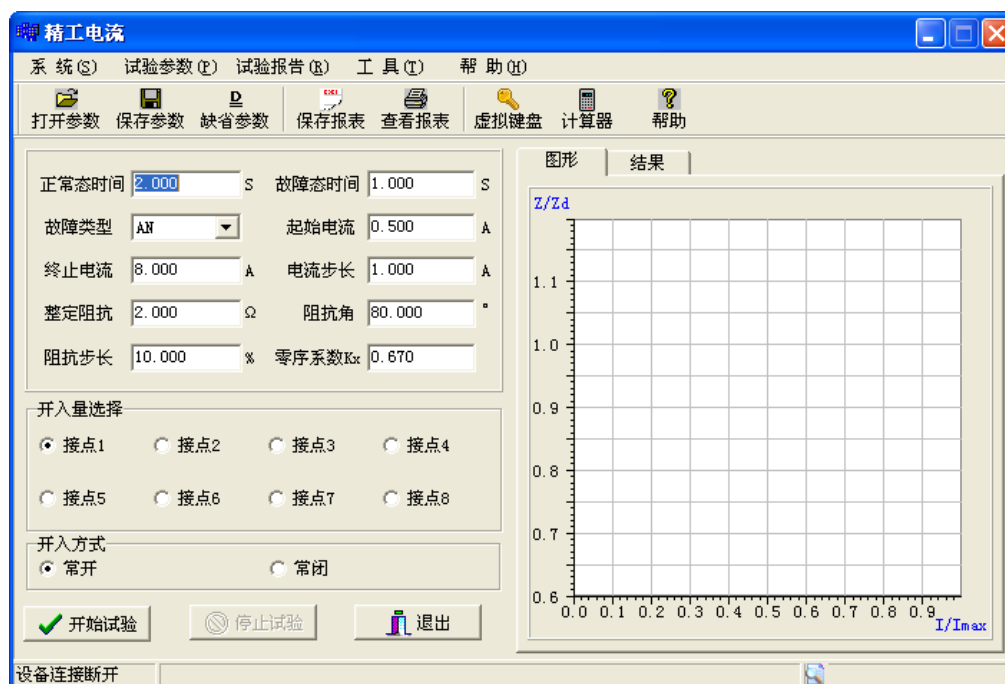 精工电流
系 统(S) 试验参数(P) 试验报告(R) 工 具(T) 帮 助(H)
D
打开参数 保存参数 缺省参数 保存报表 查看报表 虚拟键盘 计算器 帮助
正常态时间 2.000 S 故障态时间 1.000 S
故障类型 AN 起始电流 0.500 A
终止电流 8.000 A 电流步长 1.000 A
整定阻抗 2.000 Ω 阻抗角 80.000 °
阻抗步长 10.000 % 零序系数Kx 0.670
开入量选择
接点1 接点2 接点3 接点4
接点5 接点6 接点7 接点8
开入方式
常开 常闭
开始试验 停止试验 退出
图形 结果
Z/Zd
1.1
1.0
0.9
0.8
0.7
0.6
0.0 0.1 0.2 0.3 0.4 0.5 0.6 0.7 0.8 0.9
I/Imax
设备连接断开